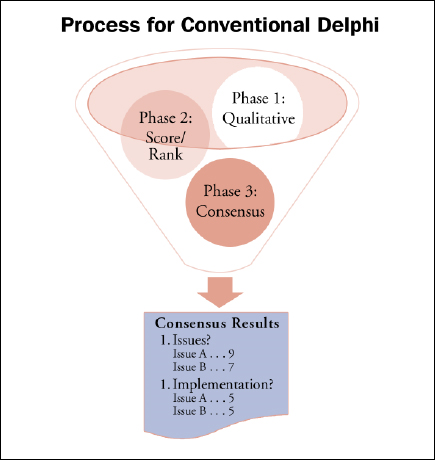 Process for Conventional Delphi
Phase 1:
Qualitative
Phase 2:
Score/
Rank
Phase 3:
Consensus
Consensus Results
1. Issues?
Issue A . . . 9
Issue B . . . 7
1. Implementation?
Issue A . . . 5
Issue B . . . 5